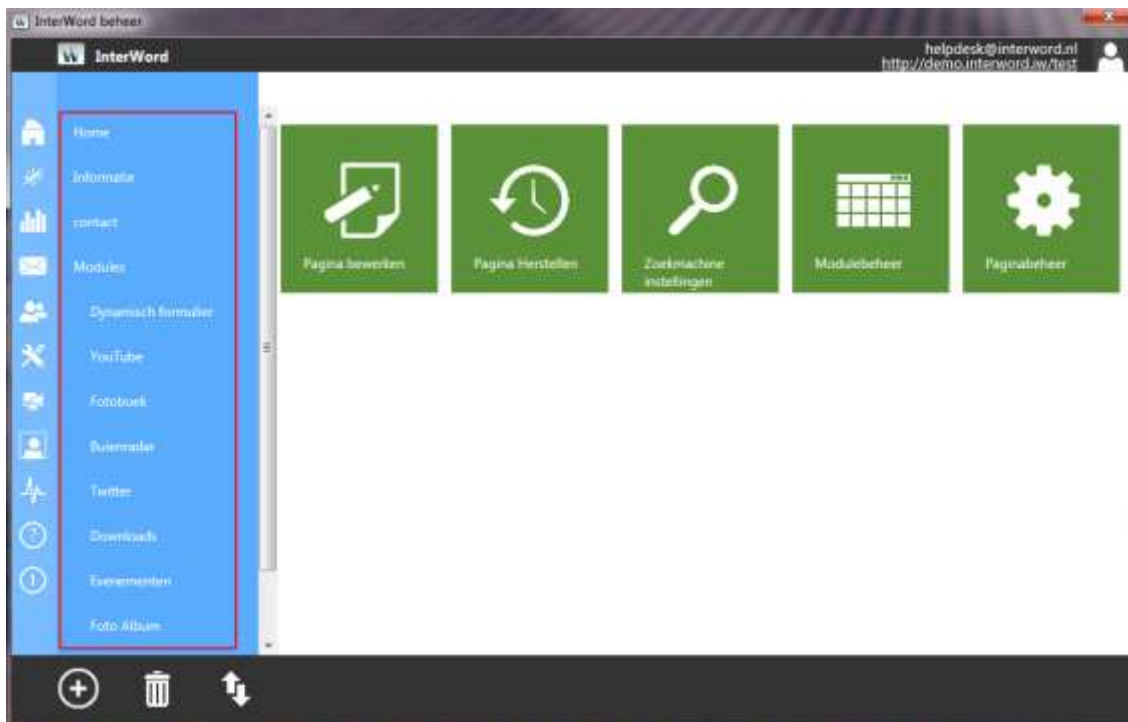 InterWord beheer
InterWord
helpdesk@interword.nl
http://demo.interword.iw/test
Home
Informatie
contact
Modules
Dynamisch formulier
YouTube
Fotoboek
Buienradar
Twitter
Downloads
Evenementen
Foto Album
Pagina bewerken
Pagina Herstellen
Zoekmachine
instellingen
Modulebeheer
Paginabeheer